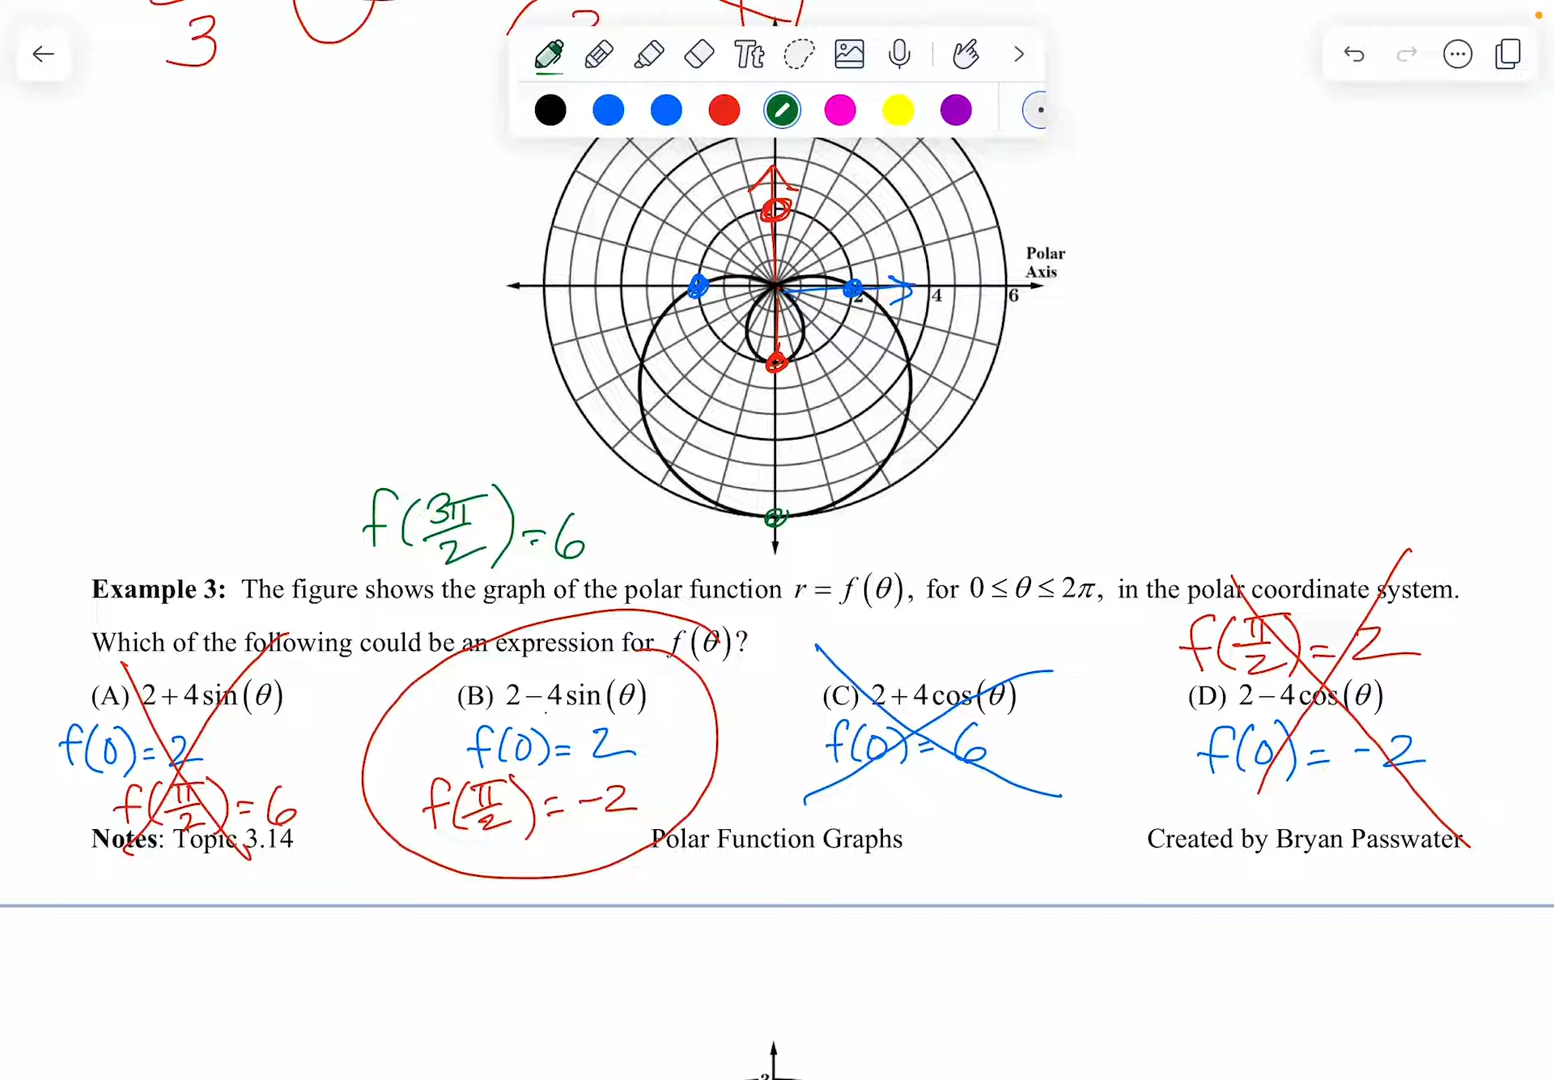 3
2
Tt
Polar
Axis
2
4
6
f(3π/2)=6
Example 3: The figure shows the graph of the polar function r = f(θ), for 0 ≤ θ ≤ 2π, in the polar coordinate system.
Which of the following could be an expression for f(θ)?
f(π/2)=2
(A) 2+4sin(θ)
(B) 2−4sin(θ)
(C) 2+4cos(θ)
(D) 2−4cos(θ)
f(0)=2
f(0)=2
f(0)=6
f(0)=-2
f(π/2)=6
f(π/2)=-2
Notes: Topic 3.14
Polar Function Graphs
Created by Bryan Passwater
3